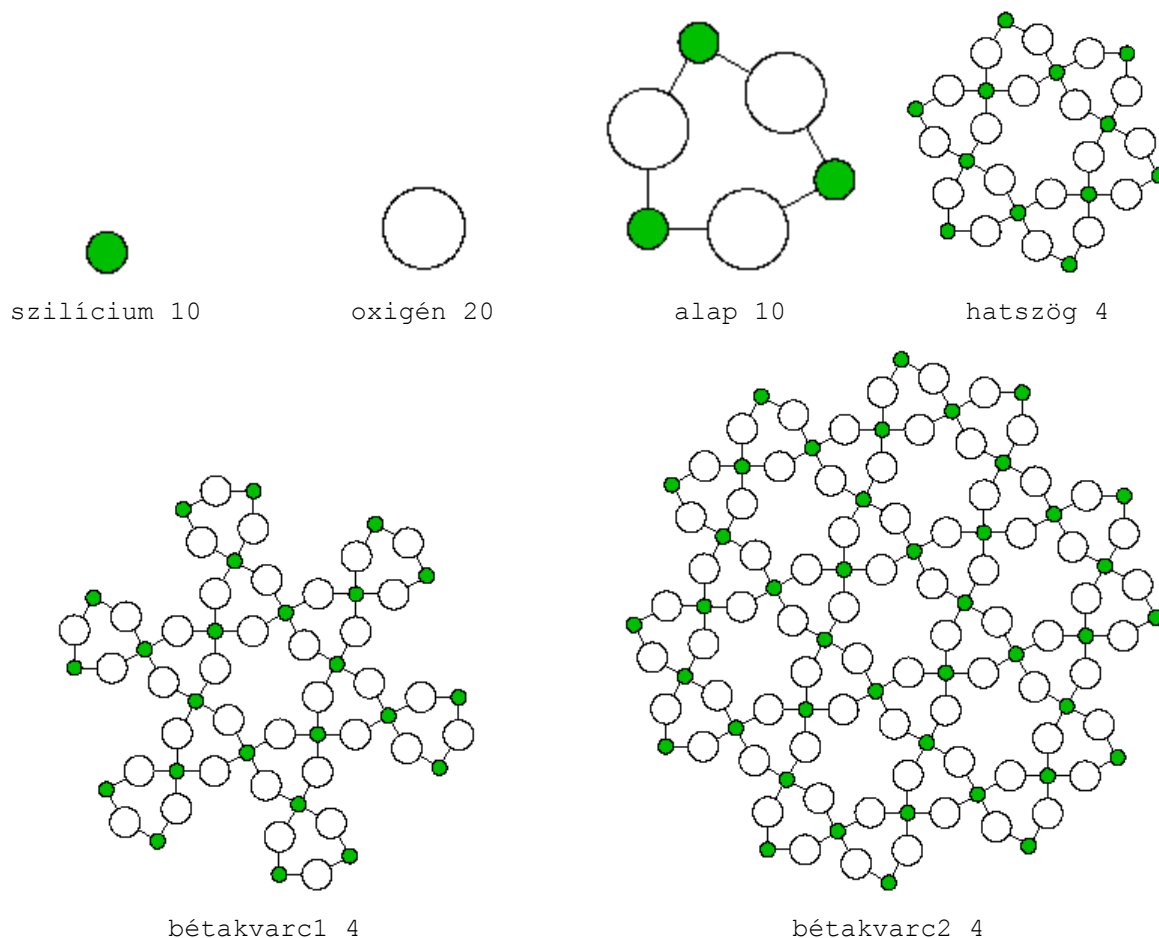 szilícium 10
oxigén 20
alap 10
hatszög 4
bétakvarc1 4
bétakvarc2 4